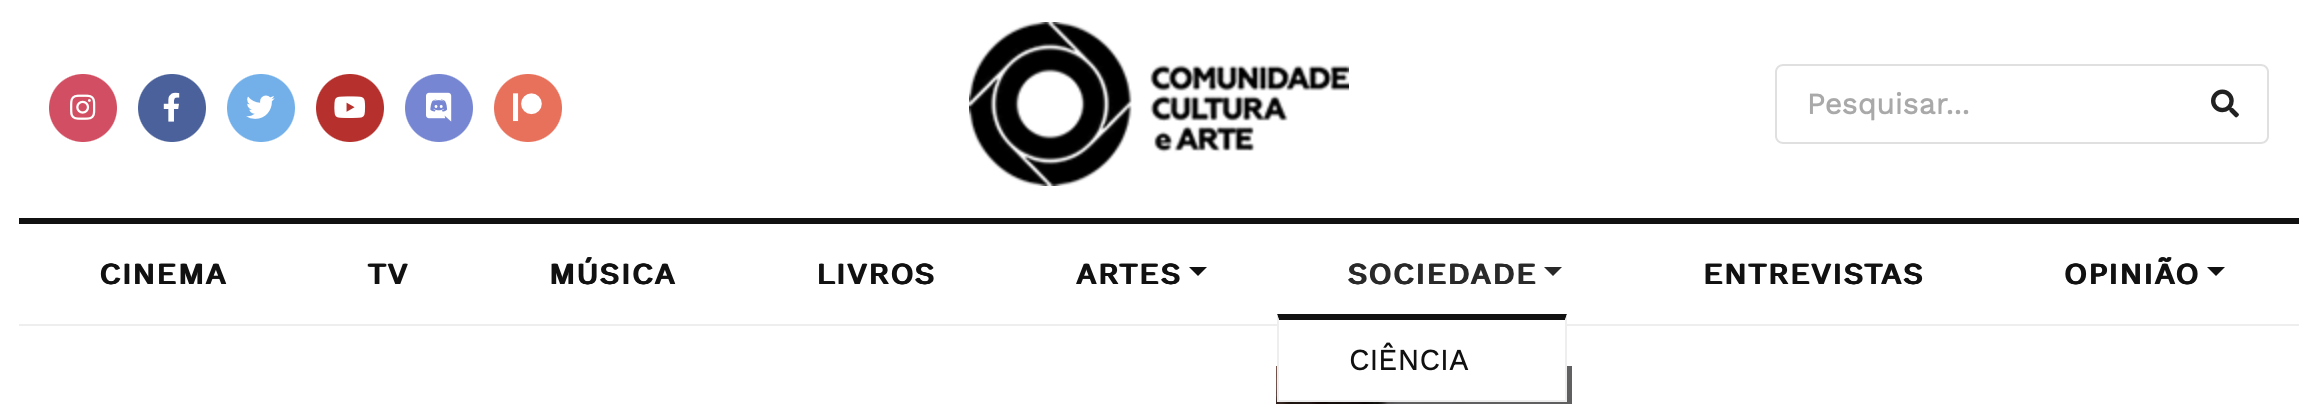 COMUNIDADE
CULTURA
e ARTE
Pesquisar...
CINEMA TV MÚSICA LIVROS ARTES SOCIEDADE ENTREVISTAS OPINIÃO
CIÊNCIA